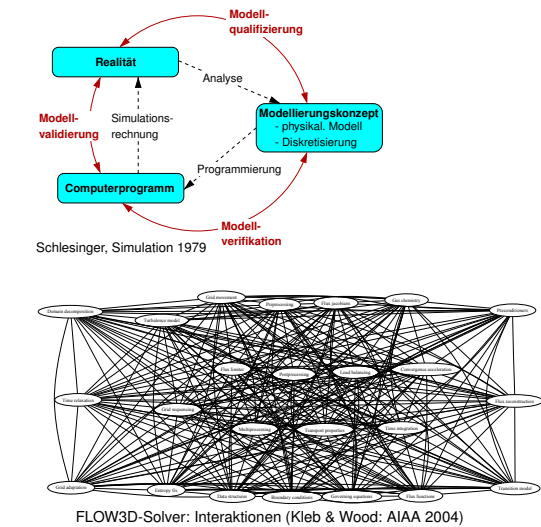 Modell-
qualifizierung
Realität
Analyse
Modell-
validierung
Simulations-
rechnung
Modellierungskonzept
- physikal. Modell
- Diskretisierung
Programmierung
Computerprogramm
Modell-
verifikation
Schlesinger, Simulation 1979
Grid movement
Preprocessing
Flux jacobians
Gas chemistry
Domain decomposition
Turbulence model
Preconditioners
Flux limiter
Postprocessing
Load balancing
Convergence acceleration
Time relaxation
Grid sequencing
Flux reconstruction
Multiprocessing
Transport properties
Time integration
Grid adaptation
Entropy fix
Data structures
Boundary conditions
Governing equations
Flux functions
Transition model
FLOW3D-Solver: Interaktionen (Kleb & Wood: AIAA 2004)